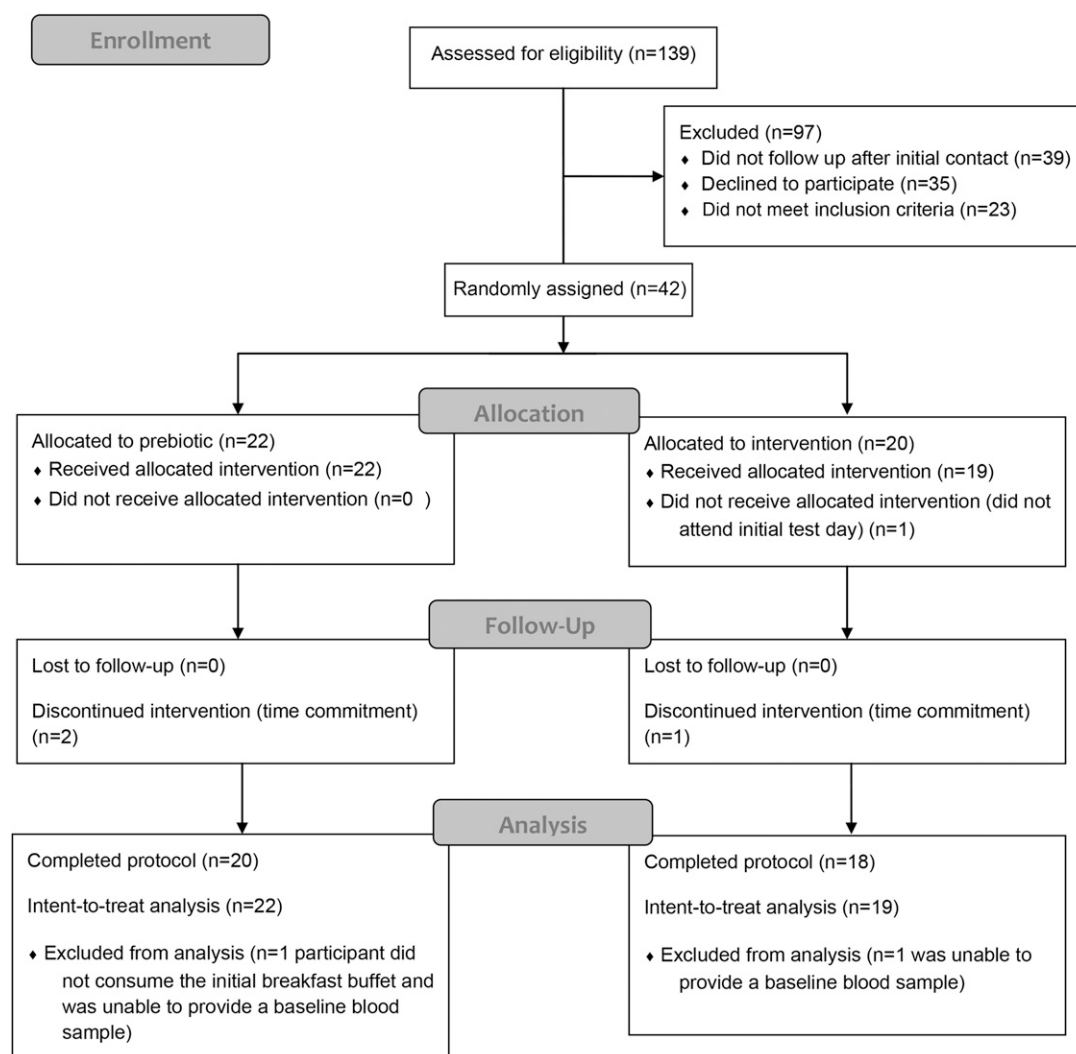 Enrollment
Assessed for eligibility (n=139)
Excluded (n=97)
♦ Did not follow up after initial contact (n=39)
♦ Declined to participate (n=35)
♦ Did not meet inclusion criteria (n=23)
Randomly assigned (n=42)
Allocation
Allocated to prebiotic (n=22)
♦ Received allocated intervention (n=22)
♦ Did not receive allocated intervention (n=0 )
Allocated to intervention (n=20)
♦ Received allocated intervention (n=19)
♦ Did not receive allocated intervention (did not
attend initial test day) (n=1)
Follow-Up
Lost to follow-up (n=0)
Discontinued intervention (time commitment)
(n=2)
Lost to follow-up (n=0)
Discontinued intervention (time commitment)
(n=1)
Analysis
Completed protocol (n=20)
Intent-to-treat analysis (n=22)
♦ Excluded from analysis (n=1 participant did
not consume the initial breakfast buffet and
was unable to provide a baseline blood
sample)
Completed protocol (n=18)
Intent-to-treat analysis (n=19)
♦ Excluded from analysis (n=1 was unable to
provide a baseline blood sample)